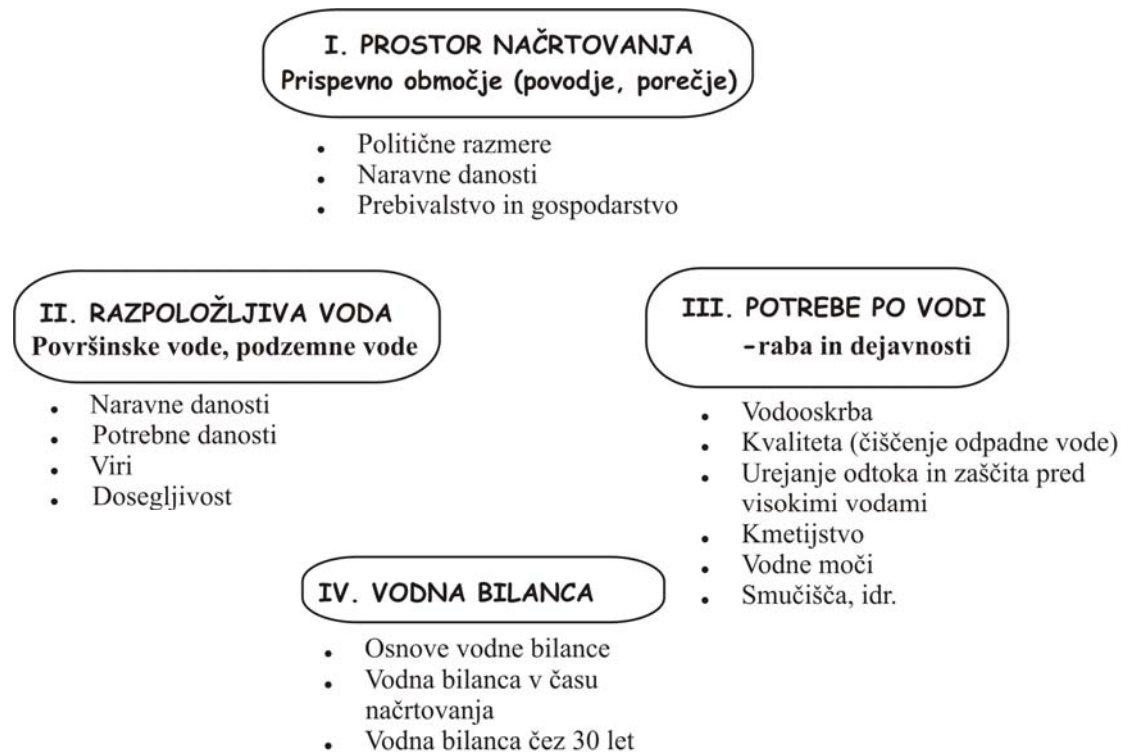 I. PROSTOR NAČRTOVANJA
Prispevno območje (povodje, porečje)
• Politične razmere
• Naravne danosti
• Prebivalstvo in gospodarstvo
II. RAZPOLOŽLJIVA VODA
Površinske vode, podzemne vode
• Naravne danosti
• Potrebne danosti
• Viri
• Dosegljivost
III. POTREBE PO VODI
-raba in dejavnosti
• Vodooskrba
• Kvaliteta (čiščenje odpadne vode)
• Urejanje odtoka in zaščita pred
visokimi vodami
• Kmetijstvo
• Vodne moči
• Smučišča, idr.
IV. VODNA BILANCA
• Osnove vodne bilance
• Vodna bilanca v času
načrtovanja
• Vodna bilanca čez 30 let